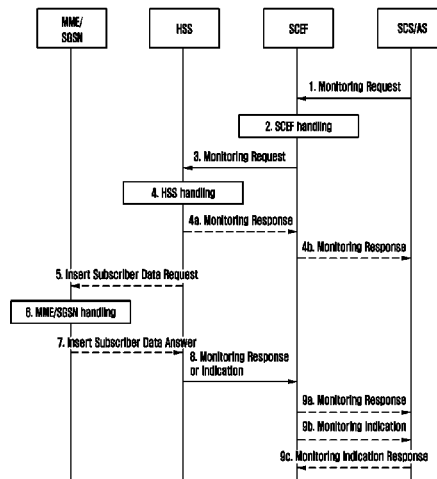 MME/
SGSN
HSS
SCEF
SCS/AS
1. Monitoring Request
2. SCEF handling
3. Monitoring Request
4. HSS handling
4a. Monitoring Response
4b. Monitoring Response
5. Insert Subscriber Data Request
6. MME/SGSN handling
7. Insert Subscriber Data Answer
8. Monitoring Response
or Indication
9a. Monitoring Response
9b. Monitoring Indication
9c. Monitoring Indication Response